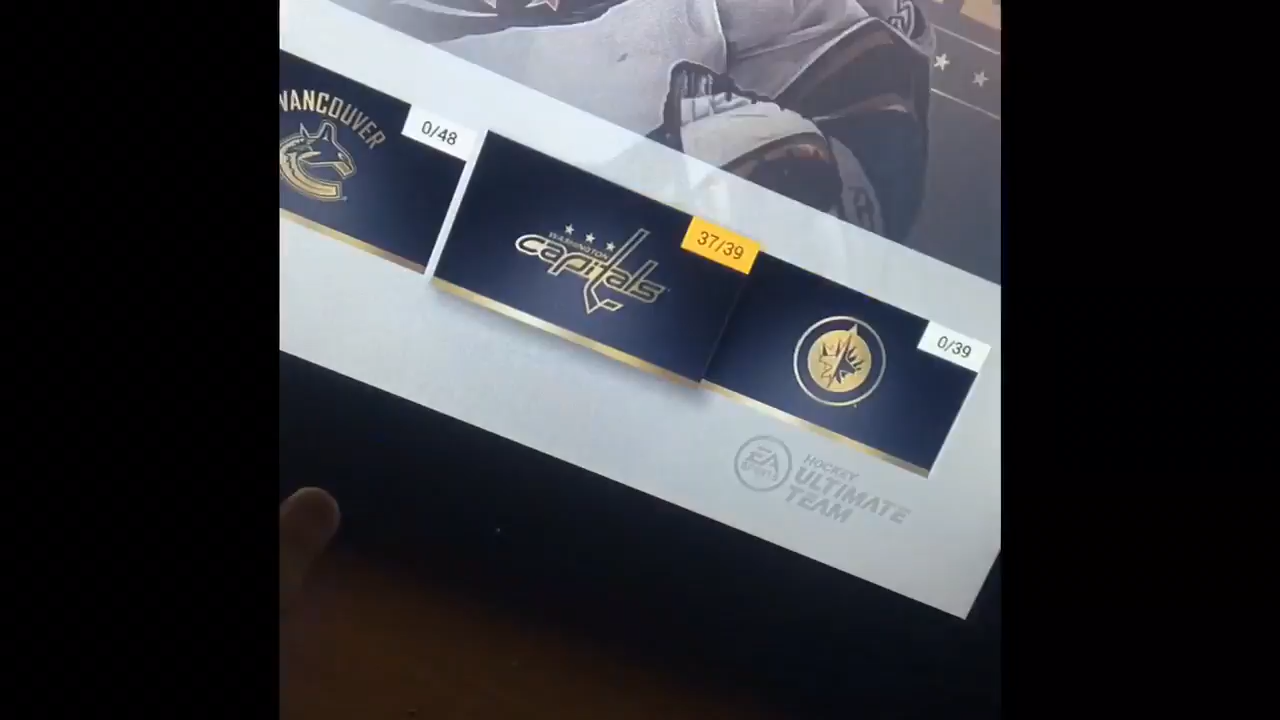 VANCOUVER
0/48
WASHINGTON
capitals
37/39
0/39
EA
SPORTS
HOCKEY
ULTIMATE
TEAM